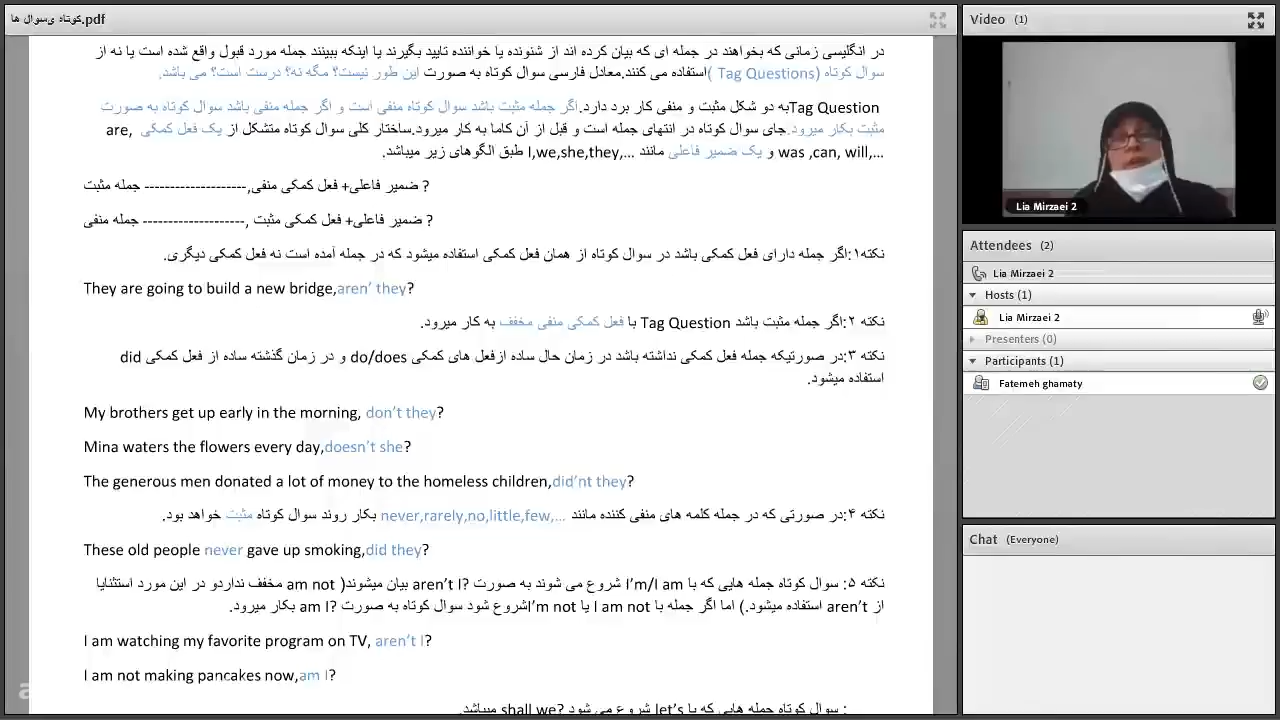 کوتاه یسوال ها.pdf
در انگلیسی زمانی که بخواهند در جمله ای که بیان کرده اند از شنونده یا خواننده تایید بگیرند یا اینکه ببینند جمله مورد قبول واقع شده است یا نه از
سوال کوتاه (Tag Questions )استفاده می کنند.معادل فارسی سوال کوتاه به صورت این طور نیست؟ مگه نه؟ درست است؟ می باشد.
Tag Questionبه دو شکل مثبت و منفی کار برد دارد.اگر جمله مثبت باشد سوال کوتاه منفی است و اگر جمله منفی باشد سوال کوتاه به صورت
مثبت بکار میرود.جای سوال کوتاه در انتهای جمله است و قبل از آن کاما به کار میرود.ساختار کلی سوال کوتاه متشکل از یک فعل کمکی are,
was ,can, will,... و یک ضمیر فاعلی مانند I,we,she,they,... طبق الگوهای زیر میباشد.
? ضمیر فاعلی+ فعل کمکی منفی,-------------------- جمله مثبت
? ضمیر فاعلی+ فعل کمکی مثبت ,-------------------- جمله منفی
نکته۱:اگر جمله دارای فعل کمکی باشد در سوال کوتاه از همان فعل کمکی استفاده میشود که در جمله آمده است نه فعل کمکی دیگری.
They are going to build a new bridge,aren’ they?
نکته ۲:اگر جمله مثبت باشد Tag Question با فعل کمکی منفی مخفف به کار میرود.
نکته ۳:در صورتیکه جمله فعل کمکی نداشته باشد در زمان حال ساده ازفعل های کمکی do/does و در زمان گذشته ساده از فعل کمکی did
استفاده میشود.
My brothers get up early in the morning, don’t they?
Mina waters the flowers every day,doesn’t she?
The generous men donated a lot of money to the homeless children,did’nt they?
نکته ۴:در صورتی که در جمله کلمه های منفی کننده مانند never,rarely,no,little,few,... بکار روند سوال کوتاه مثبت خواهد بود.
These old people never gave up smoking,did they?
نکته ۵: سوال کوتاه جمله هایی که با I’m/I am شروع می شوند به صورت aren’t I? بیان میشوند( am not مخفف نداردو در این مورد استثنایا
از aren’t استفاده میشود.) اما اگر جمله با I am not یا I’m notشروع شود سوال کوتاه به صورت am I? بکار میرود.
I am watching my favorite program on TV, aren’t I?
I am not making pancakes now,am I?
: سوال کوتاه جمله هایی که با let’s شروع می شود shall we? میباشد.
Video (1)
Lia Mirzaei 2
Attendees (2)
Lia Mirzaei 2
Hosts (1)
Lia Mirzaei 2
Presenters (0)
Participants (1)
Fatemeh ghamaty
Chat (Everyone)